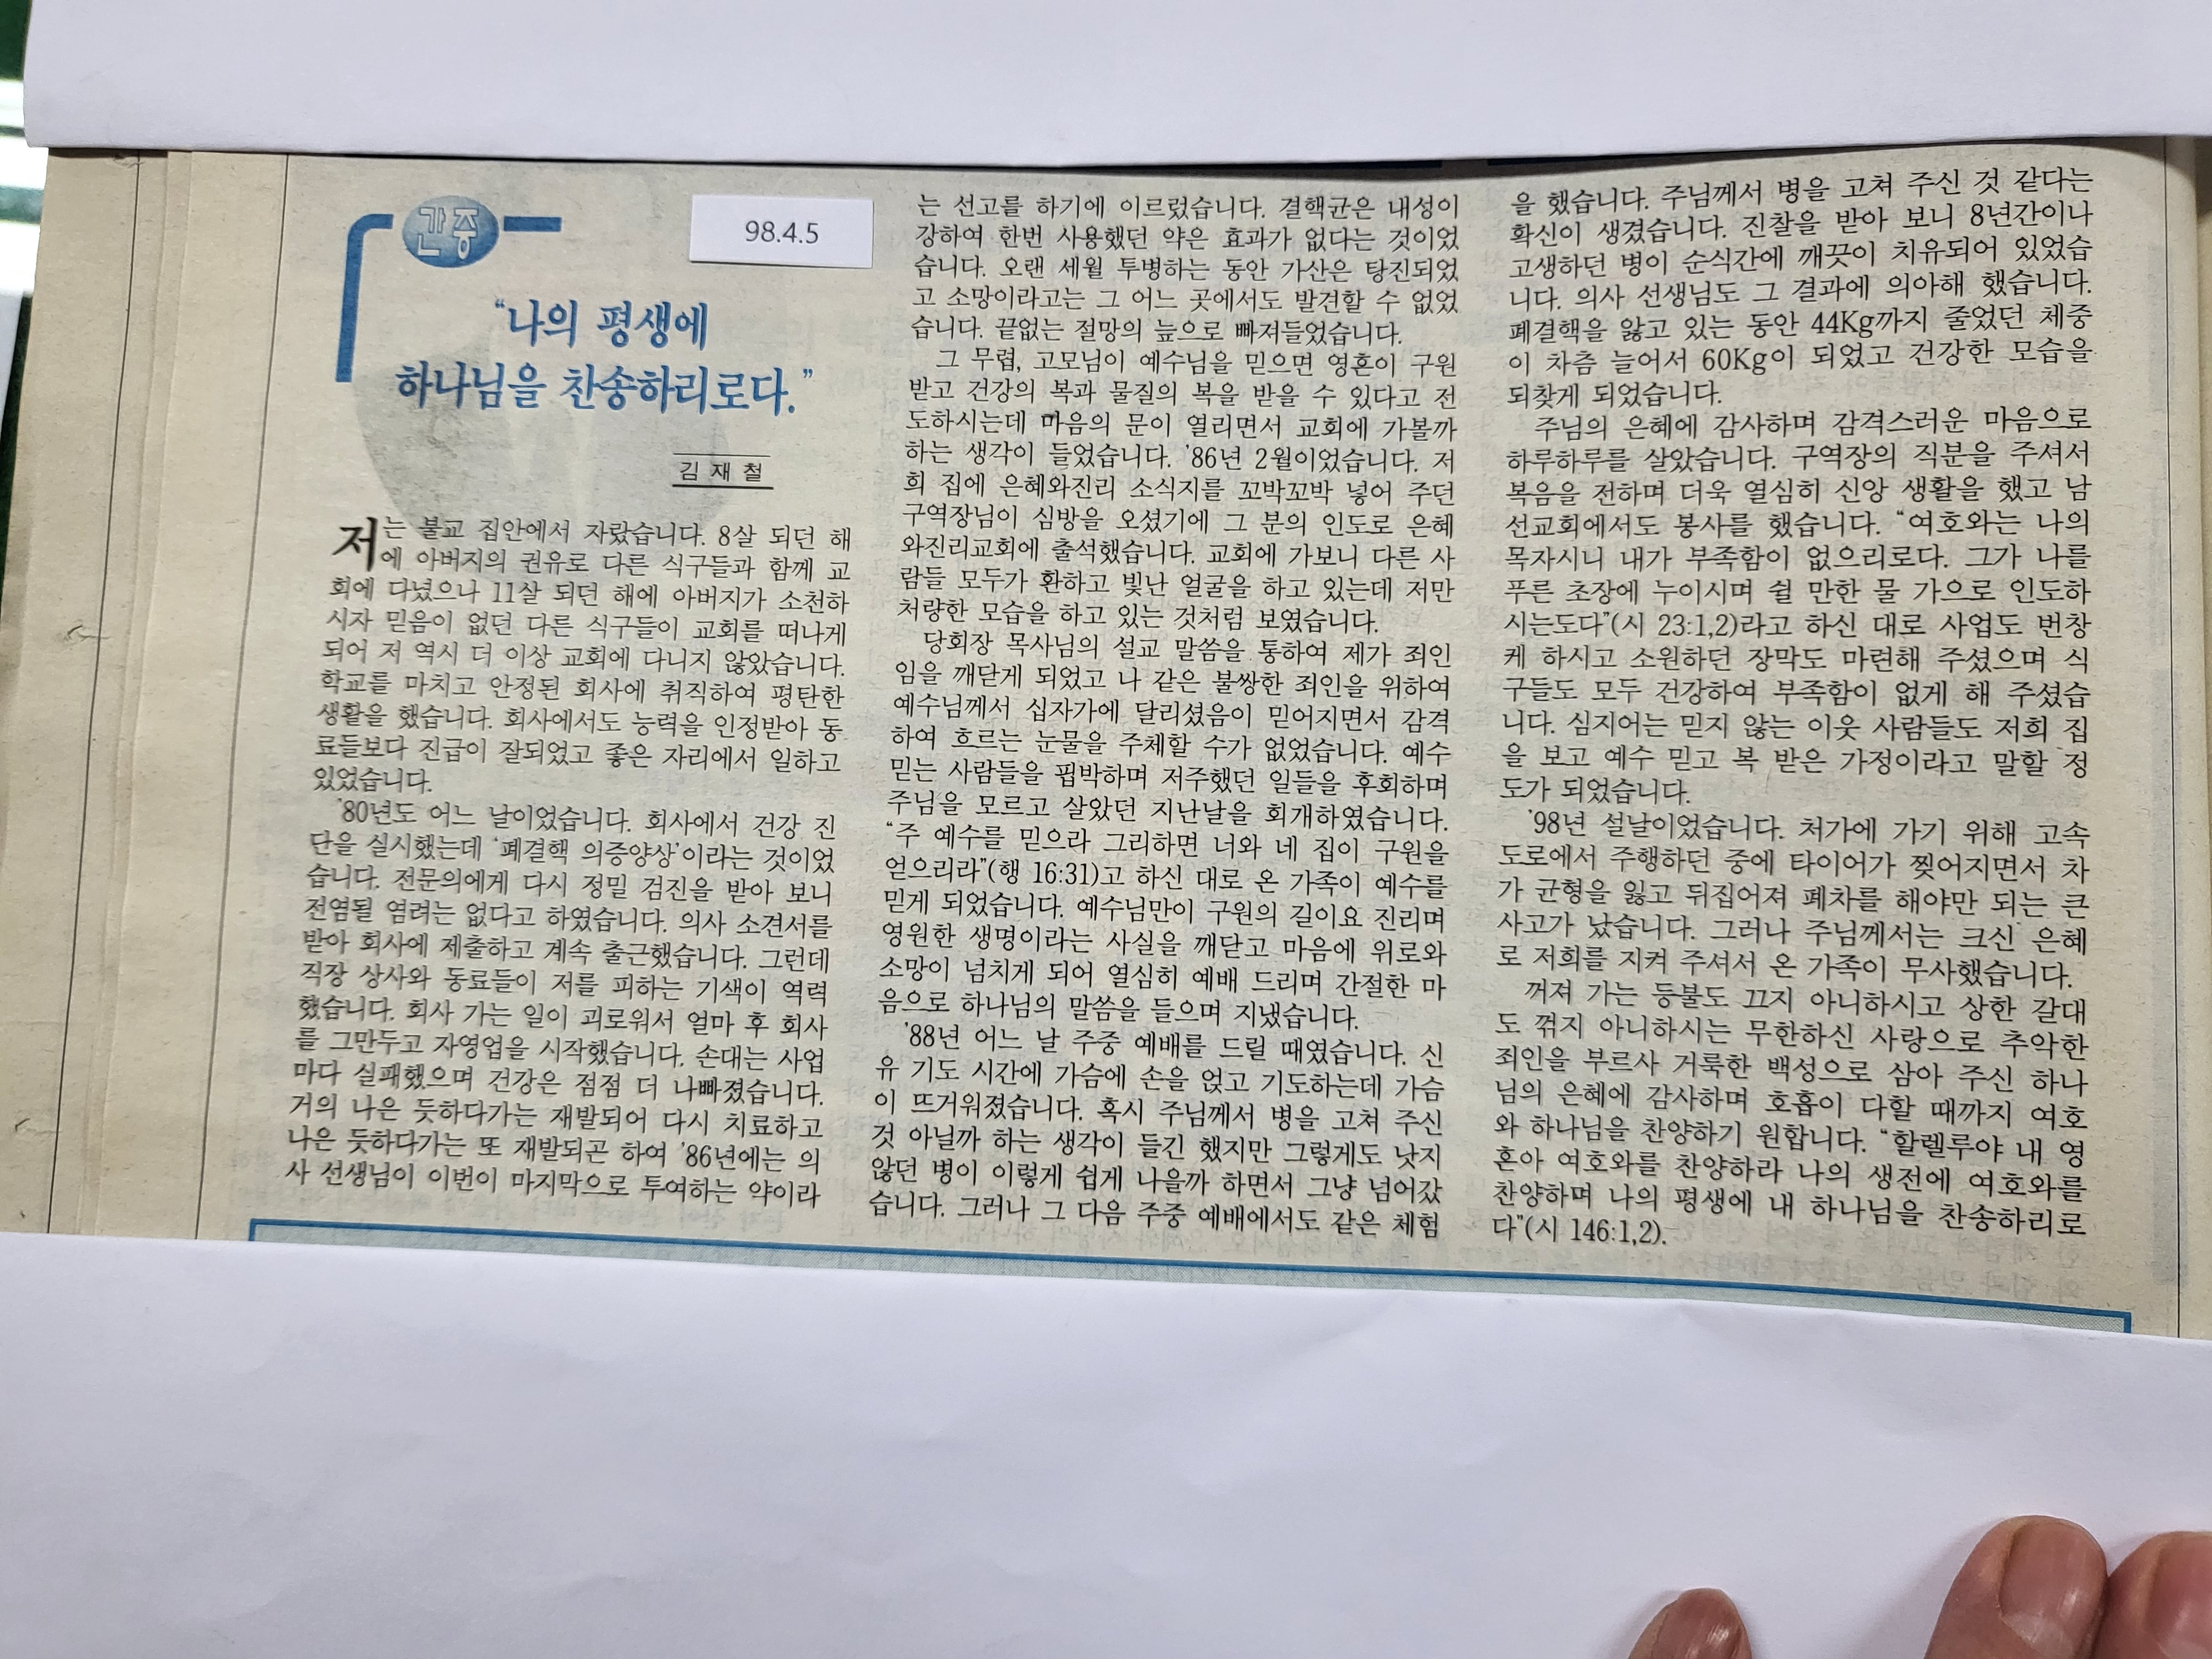 간증
98.4.5
“나의 평생에
하나님을 찬송하리로다.”
김 재 철
저는 불교 집안에서 자랐습니다. 8살 되던 해
에 아버지의 권유로 다른 식구들과 함께 교
회에 다녔으나 11살 되던 해에 아버지가 소천하
시자 믿음이 없던 다른 식구들이 교회를 떠나게
되어 저 역시 더 이상 교회에 다니지 않았습니다.
학교를 마치고 안정된 회사에 취직하여 평탄한
생활을 했습니다. 회사에서도 능력을 인정받아 동
료들보다 진급이 잘되었고 좋은 자리에서 일하고
있었습니다.
'80년도 어느 날이었습니다. 회사에서 건강 진
단을 실시했는데 ‘폐결핵 의증양상’이라는 것이었
습니다. 전문의에게 다시 정밀 검진을 받아 보니
전염될 염려는 없다고 하였습니다. 의사 소견서를
받아 회사에 제출하고 계속 출근했습니다. 그런데
직장 상사와 동료들이 저를 피하는 기색이 역력
했습니다. 회사 가는 일이 괴로워서 얼마 후 회사
를 그만두고 자영업을 시작했습니다. 손대는 사업
마다 실패했으며 건강은 점점 더 나빠졌습니다.
거의 나은 듯하다가는 재발되어 다시 치료하고
나은 듯하다가는 또 재발되곤 하여 '86년에는 의
사 선생님이 이번이 마지막으로 투여하는 약이라
는 선고를 하기에 이르렀습니다. 결핵균은 내성이
강하여 한번 사용했던 약은 효과가 없다는 것이었
습니다. 오랜 세월 투병하는 동안 가산은 탕진되었
고 소망이라고는 그 어느 곳에서도 발견할 수 없었
습니다. 끝없는 절망의 늪으로 빠져들었습니다.
그 무렵, 고모님이 예수님을 믿으면 영혼이 구원
받고 건강의 복과 물질의 복을 받을 수 있다고 전
도하시는데 마음의 문이 열리면서 교회에 가볼까
하는 생각이 들었습니다. '86년 2월이었습니다. 저
희 집에 은혜와진리 소식지를 꼬박꼬박 넣어 주던
구역장님이 심방을 오셨기에 그 분의 인도로 은혜
와진리교회에 출석했습니다. 교회에 가보니 다른 사
람들 모두가 환하고 빛난 얼굴을 하고 있는데 저만
처량한 모습을 하고 있는 것처럼 보였습니다.
당회장 목사님의 설교 말씀을 통하여 제가 죄인
임을 깨닫게 되었고 나 같은 불쌍한 죄인을 위하여
예수님께서 십자가에 달리셨음이 믿어지면서 감격
하여 흐르는 눈물을 주체할 수가 없었습니다. 예수
믿는 사람들을 핍박하며 저주했던 일들을 후회하며
주님을 모르고 살았던 지난날을 회개하였습니다.
“주 예수를 믿으라 그리하면 너와 네 집이 구원을
얻으리라”(행 16:31)고 하신 대로 온 가족이 예수를
믿게 되었습니다. 예수님만이 구원의 길이요 진리며
영원한 생명이라는 사실을 깨닫고 마음에 위로와
소망이 넘치게 되어 열심히 예배 드리며 간절한 마
음으로 하나님의 말씀을 들으며 지냈습니다.
'88년 어느 날 주중 예배를 드릴 때였습니다. 신
유 기도 시간에 가슴에 손을 얹고 기도하는데 가슴
이 뜨거워졌습니다. 혹시 주님께서 병을 고쳐 주신
것 아닐까 하는 생각이 들긴 했지만 그렇게도 낫지
않던 병이 이렇게 쉽게 나을까 하면서 그냥 넘어갔
습니다. 그러나 그 다음 주중 예배에서도 같은 체험
을 했습니다. 주님께서 병을 고쳐 주신 것 같다는
확신이 생겼습니다. 진찰을 받아 보니 8년간이나
고생하던 병이 순식간에 깨끗이 치유되어 있었습
니다. 의사 선생님도 그 결과에 의아해 했습니다.
폐결핵을 앓고 있는 동안 44Kg까지 줄었던 체중
이 차츰 늘어서 60Kg이 되었고 건강한 모습을
되찾게 되었습니다.
주님의 은혜에 감사하며 감격스러운 마음으로
하루하루를 살았습니다. 구역장의 직분을 주셔서
복음을 전하며 더욱 열심히 신앙 생활을 했고 남
선교회에서도 봉사를 했습니다. “여호와는 나의
목자시니 내가 부족함이 없으리로다. 그가 나를
푸른 초장에 누이시며 쉴 만한 물 가으로 인도하
시는도다”(시 23:1,2)라고 하신 대로 사업도 번창
케 하시고 소원하던 장막도 마련해 주셨으며 식
구들도 모두 건강하여 부족함이 없게 해 주셨습
니다. 심지어는 믿지 않는 이웃 사람들도 저희 집
을 보고 예수 믿고 복 받은 가정이라고 말할 정
도가 되었습니다.
'98년 설날이었습니다. 처가에 가기 위해 고속
도로에서 주행하던 중에 타이어가 찢어지면서 차
가 균형을 잃고 뒤집어져 폐차를 해야만 되는 큰
사고가 났습니다. 그러나 주님께서는 크신 은혜
로 저희를 지켜 주셔서 온 가족이 무사했습니다.
꺼져 가는 등불도 끄지 아니하시고 상한 갈대
도 꺾지 아니하시는 무한하신 사랑으로 추악한
죄인을 부르사 거룩한 백성으로 삼아 주신 하나
님의 은혜에 감사하며 호흡이 다할 때까지 여호
와 하나님을 찬양하기 원합니다. “할렐루야 내 영
혼아 여호와를 찬양하라 나의 생전에 여호와를
찬양하며 나의 평생에 내 하나님을 찬송하리로
다”(시 146:1,2).